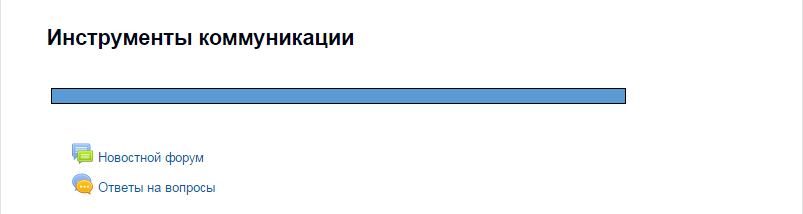 Инструменты коммуникации
Новостной форум
Ответы на вопросы